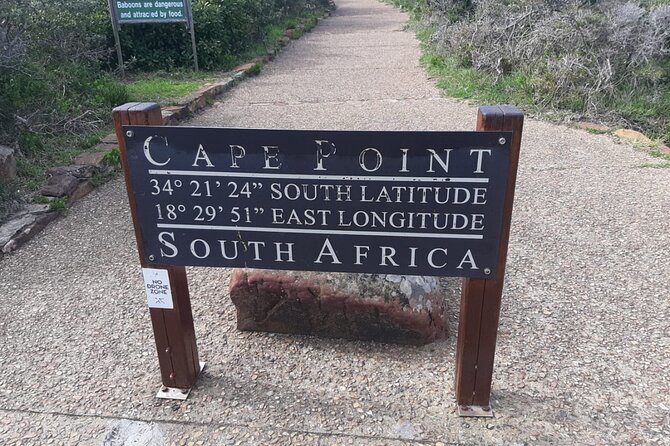 Baboons are dangerous
and attracted by food.
CAPE POINT
34° 21' 24" SOUTH LATITUDE
18° 29' 51" EAST LONGITUDE
SOUTH AFRICA
NO
DRONE
ZONE